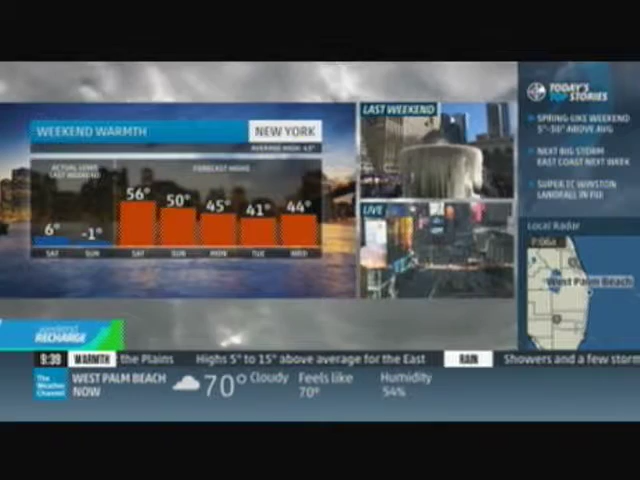 WEEKEND WARMTH
NEW YORK
ACTUAL LOWS
LAST WEEKEND
FORECAST HIGHS
6° -1° 56° 50° 45° 41° 44°
SAT SUN SAT SUN MON TUE WED
LAST WEEKEND
LIVE
TODAY'S
TOP STORIES
SPRING-LIKE WEEKEND
5°-30° ABOVE AVG
NEXT BIG STORM
EAST COAST NEXT WEEK
SUPER TC WINSTON
LANDFALL IN FIJI
Local Radar
West Palm Beach
weekend
RECHARGE
9:39 WARMTH the Plains Highs 5° to 15° above average for the East RAIN Showers and a few storm
The
Weather
Channel
WEST PALM BEACH
NOW
70° Cloudy
Feels like
70°
Humidity
54%